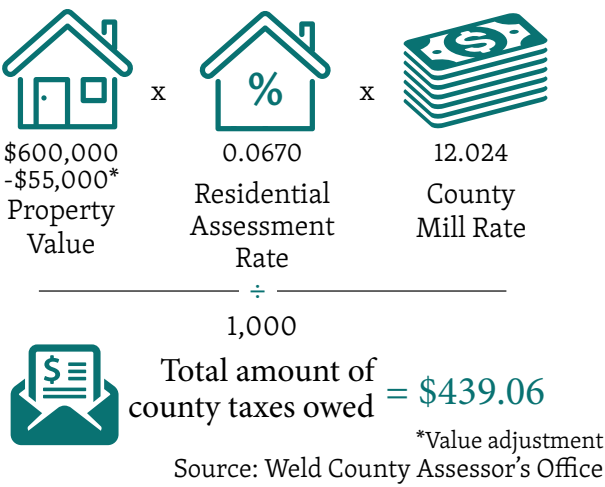 x
%
x
$
$600,000
-$55,000*
Property
Value
0.0670
Residential
Assessment
Rate
12.024
County
Mill Rate
÷
1,000
$
Total amount of
county taxes owed
= $439.06
*Value adjustment
Source: Weld County Assessor's Office